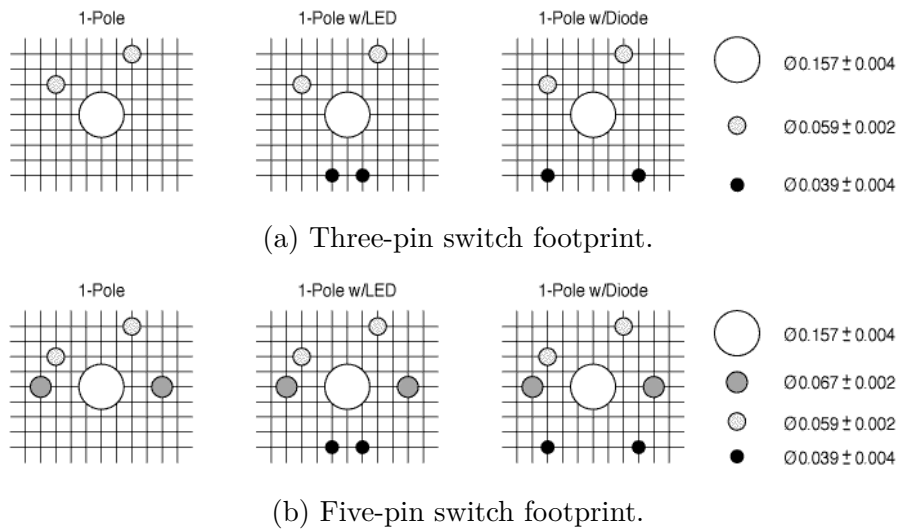 1-Pole 1-Pole w/LED 1-Pole w/Diode
Ø0.157±0.004
Ø0.059±0.002
Ø0.039±0.004
(a) Three-pin switch footprint.
1-Pole 1-Pole w/LED 1-Pole w/Diode
Ø0.157±0.004
Ø0.067±0.002
Ø0.059±0.002
Ø0.039±0.004
(b) Five-pin switch footprint.